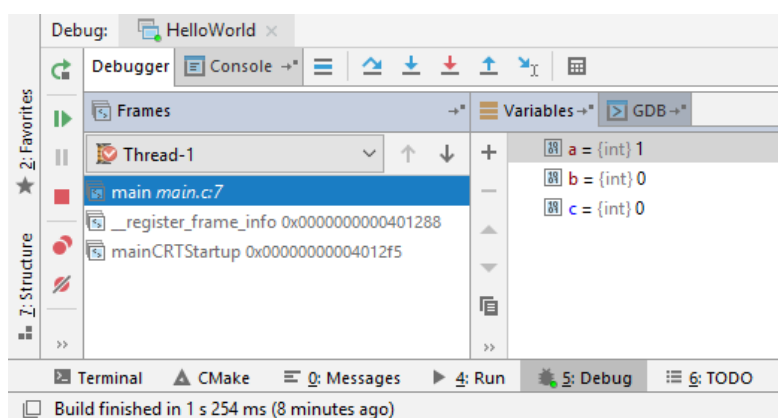 Debug: HelloWorld
Debugger Console
Frames
Variables GDB
Thread-1
main main.c:7
__register_frame_info 0x0000000000401288
mainCRTStartup 0x00000000004012f5
a = {int} 1
b = {int} 0
c = {int} 0
2: Favorites
7: Structure
Terminal CMake 0: Messages 4: Run 5: Debug 6: TODO
Build finished in 1 s 254 ms (8 minutes ago)